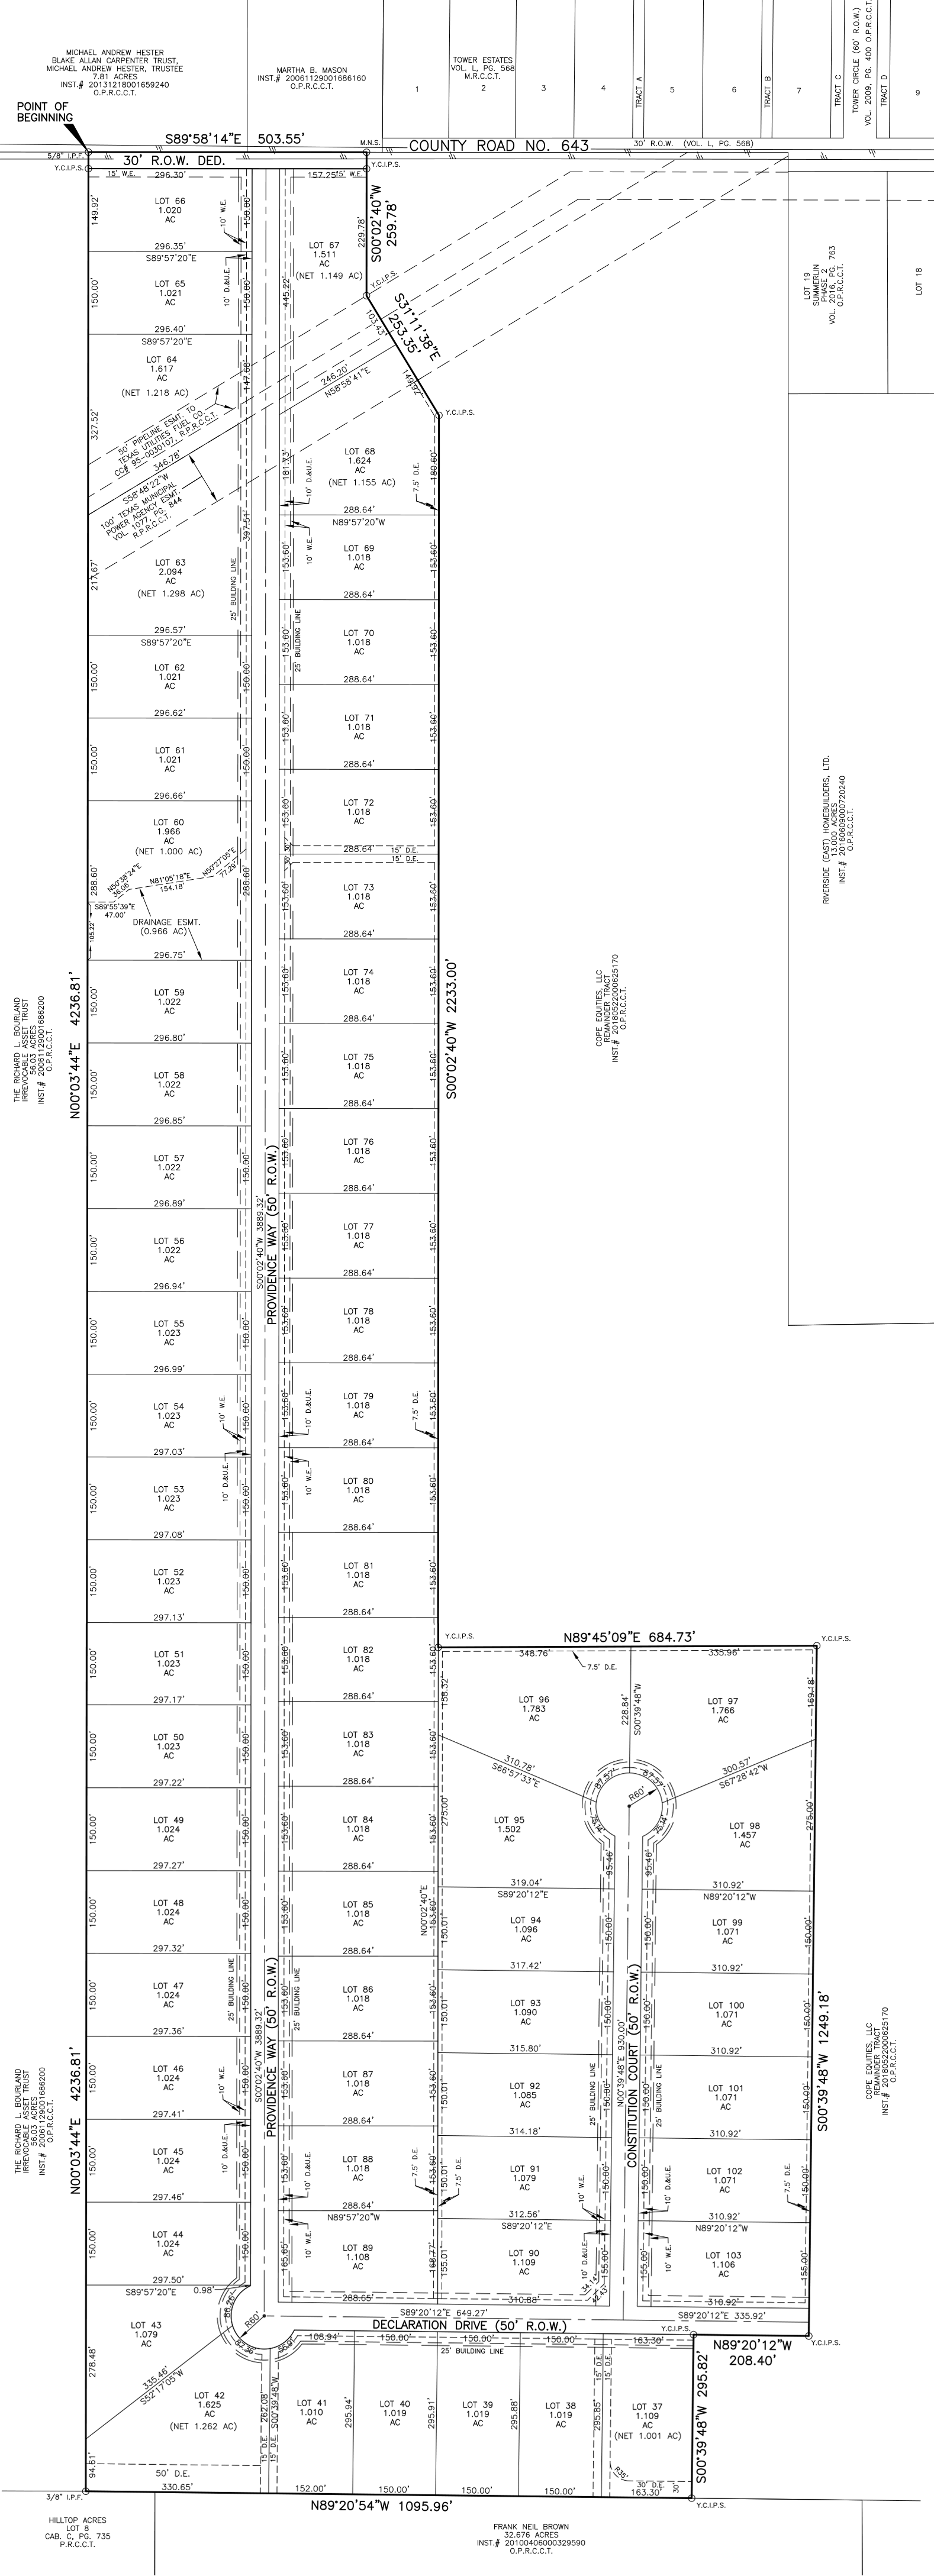 MICHAEL ANDREW HESTER
BLAKE ALLAN CARPENTER TRUST,
MICHAEL ANDREW HESTER, TRUSTEE
7.81 ACRES
INST.# 20131218001659240
O.P.R.C.C.T.
MARTHA B. MASON
INST.# 20061129001686160
O.P.R.C.C.T.
TOWER ESTATES
VOL. L, PG. 568
M.R.C.C.T.
1
2
3
4
TRACT A
5
6
TRACT B
7
TRACT C
TOWER CIRCLE (60' R.O.W.)
VOL. 2009, PG. 400 O.P.R.C.C.T.
TRACT D
9
POINT OF
BEGINNING
S89°58'14"E 503.55'
M.N.S.
COUNTY ROAD NO. 643
30' R.O.W. (VOL. L, PG. 568)
5/8" I.P.F.
30' R.O.W. DED.
Y.C.I.P.S.
Y.C.I.P.S.
15' W.E.
296.30'
157.25'
15' W.E.
149.92'
LOT 66
1.020
AC
150.00'
10' W.E.
296.35'
S89°57'20"E
LOT 67
1.511
AC
(NET 1.149 AC)
229.78'
S00°02'40"W
259.78'
150.00'
LOT 65
1.021
AC
10' D.&U.E.
150.00'
445.22'
Y.C.I.P.S.
296.40'
S89°57'20"E
103.43'
S31°11'38"E
253.35'
149.92'
LOT 64
1.617
AC
(NET 1.218 AC)
147.68'
327.52'
246.20'
N58°58'41"E
Y.C.I.P.S.
50' PIPELINE ESMT. TO
TEXAS UTILITIES FUEL CO.
CC# 95-0030107, R.P.R.C.C.T.
346.78'
S58°48'22"W
100' TEXAS MUNICIPAL
POWER AGENCY ESMT.
VOL. 1077, PG. 844
R.P.R.C.C.T.
LOT 68
1.624
AC
(NET 1.155 AC)
181.73'
10' D.&U.E.
7.5' D.E.
180.60'
288.64'
N89°57'20"W
397.51'
217.67'
LOT 63
2.094
AC
(NET 1.298 AC)
25' BUILDING LINE
10' W.E.
153.60'
LOT 69
1.018
AC
153.60'
288.64'
296.57'
S89°57'20"E
150.00'
LOT 62
1.021
AC
150.00'
153.60'
25' BUILDING LINE
LOT 70
1.018
AC
153.60'
288.64'
296.62'
150.00'
LOT 61
1.021
AC
150.00'
153.60'
LOT 71
1.018
AC
153.60'
288.64'
296.66'
LOT 60
1.966
AC
(NET 1.000 AC)
288.60'
288.60'
N50°38'24"E
36.06'
N81°05'18"E
154.18'
N50°27'05"E
77.29'
S89°55'39"E
47.00'
105.22'
DRAINAGE ESMT.
(0.966 AC)
296.75'
153.60'
LOT 72
1.018
AC
153.60'
288.64'
15' D.E.
15' D.E.
30'
153.60'
LOT 73
1.018
AC
153.60'
288.64'
LOT 19
SUMMERLIN
PHASE 2
VOL. 2016, PG. 763
O.P.R.C.C.T.
LOT 18
RIVERSIDE (EAST) HOMEBUILDERS, LTD.
13.000 ACRES
INST.# 20160609000720240
O.P.R.C.C.T.
COPE EQUITIES, LLC
REMAINDER TRACT
INST.# 20180522000625170
O.P.R.C.C.T.
S00°02'40"W 2233.00'
THE RICHARD L. BOURLAND
IRREVOCABLE ASSET TRUST
56.03 ACRES
INST.# 20061129001686200
O.P.R.C.C.T.
N00°03'44"E 4236.81'
150.00'
LOT 59
1.022
AC
150.00'
296.80'
153.60'
LOT 74
1.018
AC
153.60'
288.64'
150.00'
LOT 58
1.022
AC
150.00'
296.85'
153.60'
LOT 75
1.018
AC
153.60'
288.64'
150.00'
LOT 57
1.022
AC
150.00'
296.89'
153.60'
LOT 76
1.018
AC
153.60'
288.64'
S00°02'40"W 3889.32'
PROVIDENCE WAY (50' R.O.W.)
150.00'
LOT 56
1.022
AC
296.94'
153.60'
LOT 77
1.018
AC
153.60'
288.64'
150.00'
LOT 55
1.023
AC
150.00'
296.99'
153.60'
LOT 78
1.018
AC
153.60'
288.64'
150.00'
LOT 54
1.023
AC
10' W.E.
150.00'
297.03'
153.60'
10' D.&U.E.
LOT 79
1.018
AC
7.5' D.E.
153.60'
288.64'
150.00'
LOT 53
1.023
AC
10' D.&U.E.
150.00'
297.08'
153.60'
10' W.E.
LOT 80
1.018
AC
153.60'
288.64'
150.00'
LOT 52
1.023
AC
150.00'
297.13'
153.60'
LOT 81
1.018
AC
153.60'
288.64'
150.00'
LOT 51
1.023
AC
150.00'
297.17'
153.60'
LOT 82
1.018
AC
153.60'
288.64'
Y.C.I.P.S.
N89°45'09"E 684.73'
Y.C.I.P.S.
348.76'
7.5' D.E.
335.96'
158.32'
LOT 96
1.783
AC
228.84'
S00°39'48"W
LOT 97
1.766
AC
169.18'
150.00'
LOT 50
1.023
AC
150.00'
297.22'
153.60'
LOT 83
1.018
AC
153.60'
288.64'
310.78'
S66°57'33"E
87.57'
87.57'
R60'
300.57'
S67°28'42"W
150.00'
LOT 49
1.024
AC
150.00'
297.27'
153.60'
LOT 84
1.018
AC
153.60'
288.64'
275.00'
LOT 95
1.502
AC
95.46'
95.46'
LOT 98
1.457
AC
275.00'
319.04'
S89°20'12"E
310.92'
N89°20'12"W
150.00'
LOT 48
1.024
AC
150.00'
297.32'
153.60'
LOT 85
1.018
AC
N00°02'40"E
153.60'
288.64'
150.01'
LOT 94
1.096
AC
150.00'
317.42'
150.00'
LOT 99
1.071
AC
150.00'
310.92'
150.00'
LOT 47
1.024
AC
25' BUILDING LINE
150.00'
297.36'
S00°02'40"W 3889.32'
PROVIDENCE WAY (50' R.O.W.)
153.60'
25' BUILDING LINE
LOT 86
1.018
AC
153.60'
288.64'
150.01'
LOT 93
1.090
AC
150.00'
315.80'
N00°39'48"E 930.00'
CONSTITUTION COURT (50' R.O.W.)
150.00'
LOT 100
1.071
AC
150.00'
310.92'
S00°39'48"W 1249.18'
COPE EQUITIES, LLC
REMAINDER TRACT
INST.# 20180522000625170
O.P.R.C.C.T.
THE RICHARD L. BOURLAND
IRREVOCABLE ASSET TRUST
56.03 ACRES
INST.# 20061129001686200
O.P.R.C.C.T.
N00°03'44"E 4236.81'
150.00'
LOT 46
1.024
AC
10' W.E.
150.00'
297.41'
153.60'
LOT 87
1.018
AC
153.60'
288.64'
150.01'
LOT 92
1.085
AC
25' BUILDING LINE
150.00'
314.18'
150.00'
25' BUILDING LINE
LOT 101
1.071
AC
150.00'
310.92'
150.00'
LOT 45
1.024
AC
10' D.&U.E.
150.00'
297.46'
153.60'
10' D.&U.E.
LOT 88
1.018
AC
7.5' D.E.
153.60'
288.64'
N89°57'20"W
150.01'
7.5' D.E.
LOT 91
1.079
AC
10' W.E.
150.00'
312.56'
S89°20'12"E
150.00'
10' D.&U.E.
LOT 102
1.071
AC
7.5' D.E.
150.00'
310.92'
N89°20'12"W
150.00'
LOT 44
1.024
AC
150.00'
297.50'
S89°57'20"E
0.98'
165.65'
10' W.E.
LOT 89
1.108
AC
168.77'
288.65'
155.01'
LOT 90
1.109
AC
10' D.&U.E.
155.00'
34.14'
42.43'
310.88'
155.00'
10' W.E.
LOT 103
1.106
AC
155.00'
310.92'
LOT 43
1.079
AC
86.26'
R60'
92.36'
56.91'
278.48'
335.46'
S52°17'05"W
S89°20'12"E 649.27'
DECLARATION DRIVE (50' R.O.W.)
S89°20'12"E 335.92'
108.94'
150.00'
150.00'
150.00'
163.30'
25' BUILDING LINE
Y.C.I.P.S.
Y.C.I.P.S.
N89°20'12"W
208.40'
LOT 42
1.625
AC
(NET 1.262 AC)
15' D.E.
262.08'
S00°39'48"W
15' D.E.
LOT 41
1.010
AC
295.94'
LOT 40
1.019
AC
295.91'
LOT 39
1.019
AC
295.88'
LOT 38
1.019
AC
295.85'
15' D.E.
15' D.E.
LOT 37
1.109
AC
(NET 1.001 AC)
S00°39'48"W 295.82'
94.61'
50' D.E.
R35'
30' D.E.
30'
330.65'
152.00'
150.00'
150.00'
150.00'
163.30'
3/8" I.P.F.
N89°20'54"W 1095.96'
Y.C.I.P.S.
HILLTOP ACRES
LOT 8
CAB. C, PG. 735
P.R.C.C.T.
FRANK NEIL BROWN
32.676 ACRES
INST.# 20100406000329590
O.P.R.C.C.T.